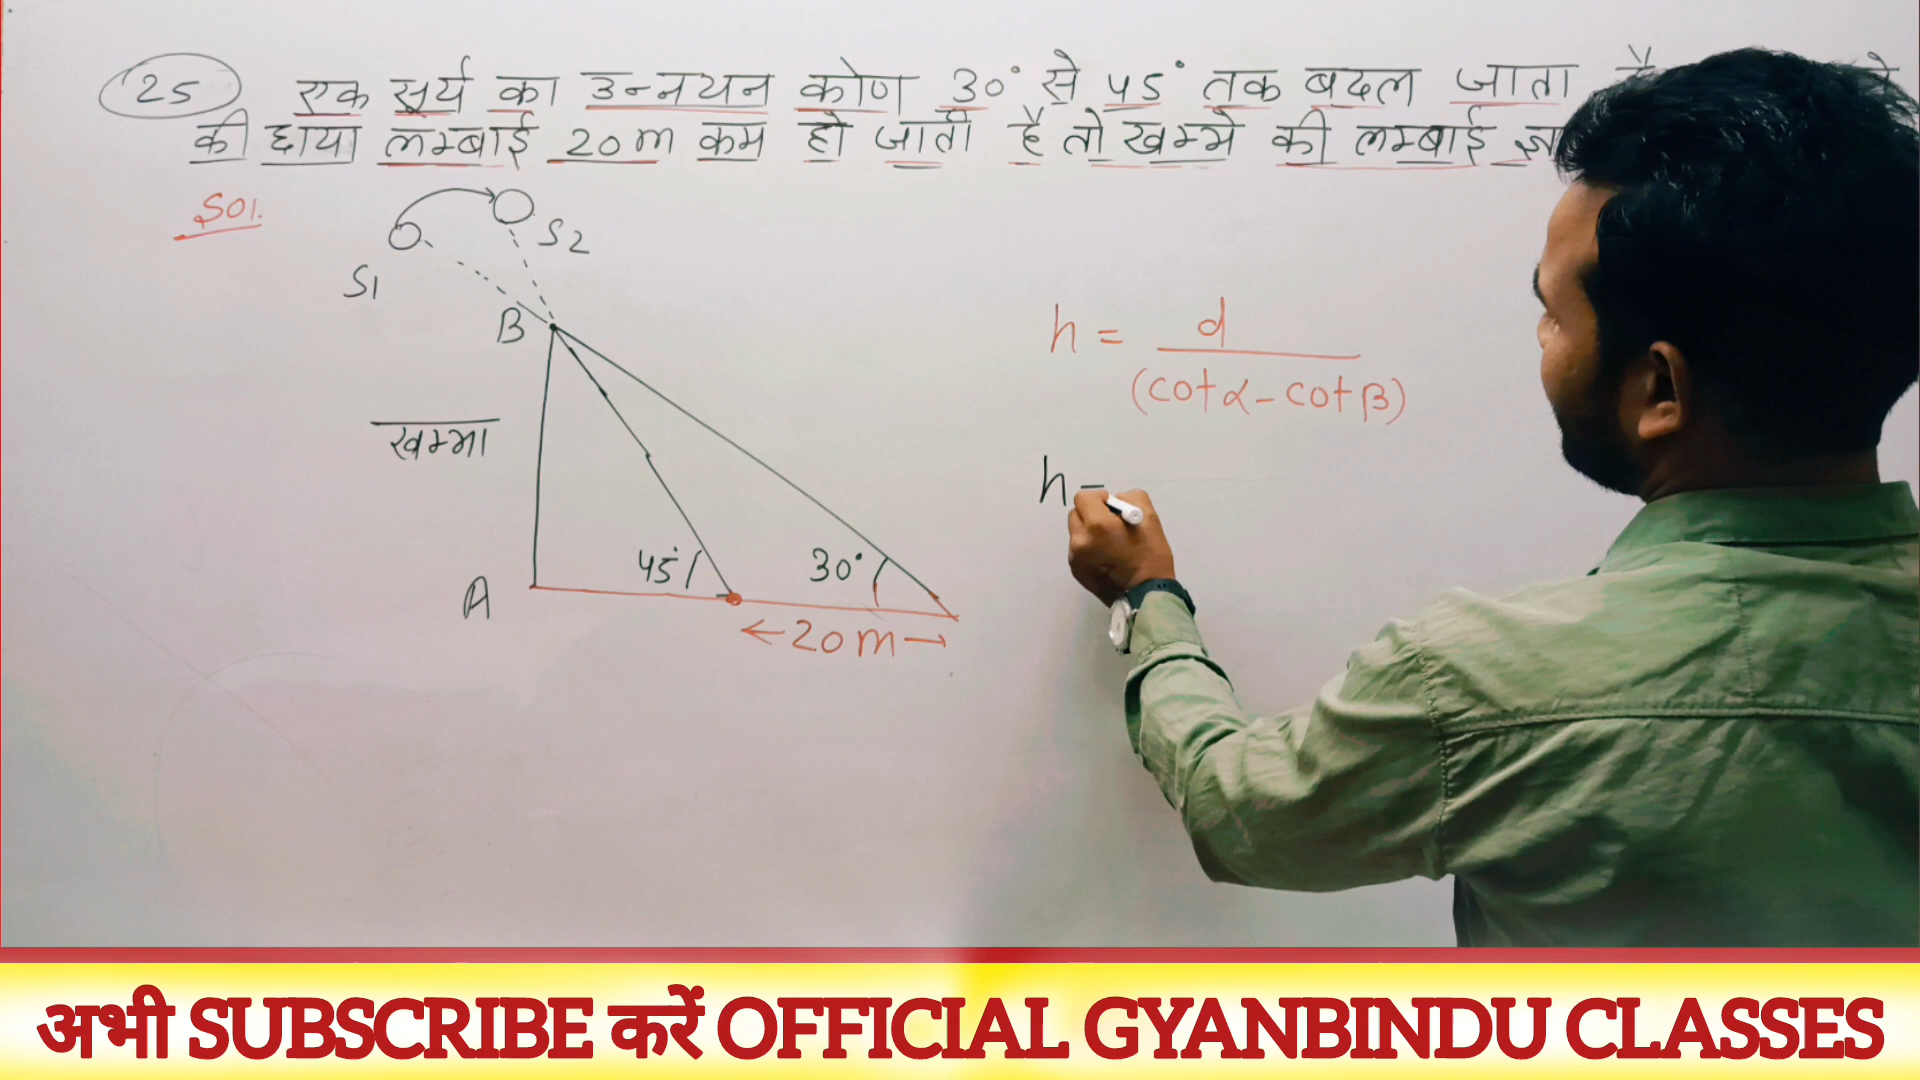 25 एक सूर्य का उन्नयन कोण 30° से 45° तक बदल जाता है
की छाया लम्बाई 20 m कम हो जाती है तो खम्भे की लम्बाई
Sol.
S1
S2
B
खम्भा
A
45°
30°
←20m→
h = d / (cotα - cotβ)
h =
अभी SUBSCRIBE करें OFFICIAL GYANBINDU CLASSES